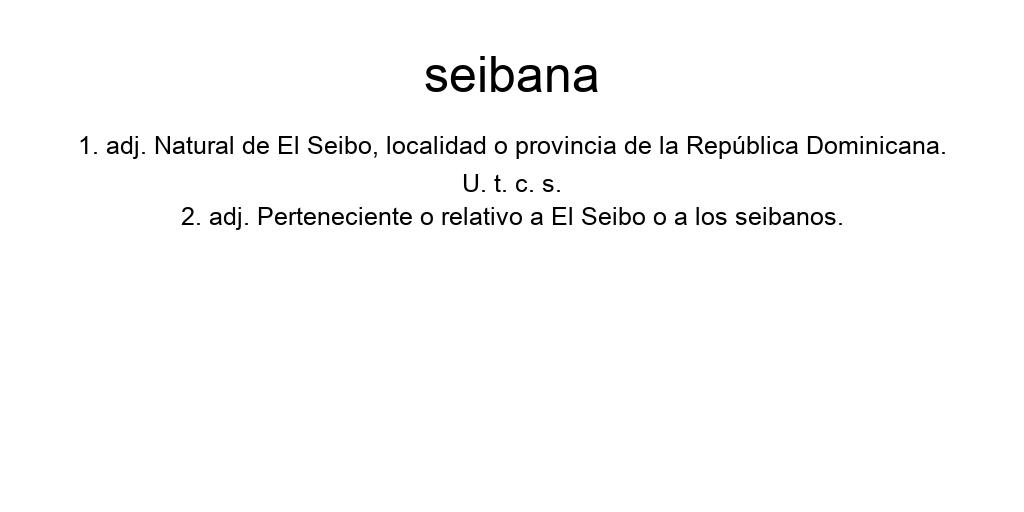 seibana
1. adj. Natural de El Seibo, localidad o provincia de la República Dominicana.
U. t. c. s.
2. adj. Perteneciente o relativo a El Seibo o a los seibanos.